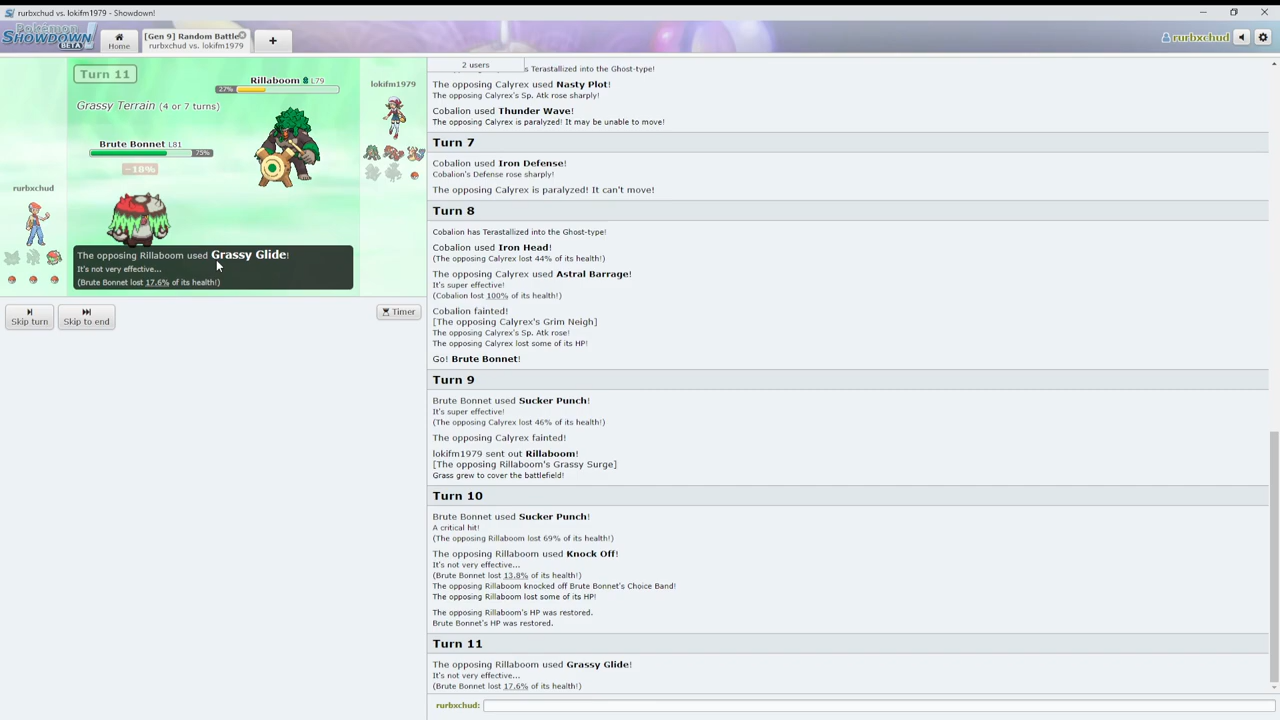 rurbxchud vs. lokifm1979 - Showdown!
Pokémon
SHOWDOWN
BETA
Home
[Gen 9] Random Battle
rurbxchud vs. lokifm1979
+
rurbxchud
Turn 11
Grassy Terrain (4 or 7 turns)
Rillaboom L79
27%
Brute Bonnet L81
75%
lokifm1979
rurbxchud
The opposing Rillaboom used Grassy Glide!
It's not very effective...
(Brute Bonnet lost 17.6% of its health!)
Skip turn
Skip to end
Timer
2 users
Terastallized into the Ghost-type!
The opposing Calyrex used Nasty Plot!
The opposing Calyrex's Sp. Atk rose sharply!
Cobalion used Thunder Wave!
The opposing Calyrex is paralyzed! It may be unable to move!
Turn 7
Cobalion used Iron Defense!
Cobalion's Defense rose sharply!
The opposing Calyrex is paralyzed! It can't move!
Turn 8
Cobalion has Terastallized into the Ghost-type!
Cobalion used Iron Head!
(The opposing Calyrex lost 44% of its health!)
The opposing Calyrex used Astral Barrage!
It's super effective!
(Cobalion lost 100% of its health!)
Cobalion fainted!
[The opposing Calyrex's Grim Neigh]
The opposing Calyrex's Sp. Atk rose!
The opposing Calyrex lost some of its HP!
Go! Brute Bonnet!
Turn 9
Brute Bonnet used Sucker Punch!
It's super effective!
(The opposing Calyrex lost 46% of its health!)
The opposing Calyrex fainted!
lokifm1979 sent out Rillaboom!
[The opposing Rillaboom's Grassy Surge]
Grass grew to cover the battlefield!
Turn 10
Brute Bonnet used Sucker Punch!
A critical hit!
(The opposing Rillaboom lost 69% of its health!)
The opposing Rillaboom used Knock Off!
It's not very effective...
(Brute Bonnet lost 13.8% of its health!)
The opposing Rillaboom knocked off Brute Bonnet's Choice Band!
The opposing Rillaboom lost some of its HP!
The opposing Rillaboom's HP was restored.
Brute Bonnet's HP was restored.
Turn 11
The opposing Rillaboom used Grassy Glide!
It's not very effective...
(Brute Bonnet lost 17.6% of its health!)
rurbxchud: